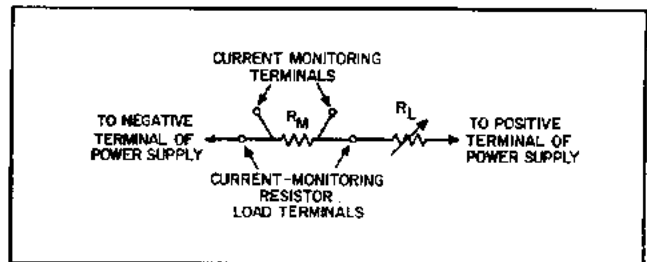 CURRENT MONITORING
TERMINALS
R_M
R_L
TO NEGATIVE
TERMINAL OF
POWER SUPPLY
TO POSITIVE
TERMINAL OF
POWER SUPPLY
CURRENT-MONITORING
RESISTOR
LOAD TERMINALS